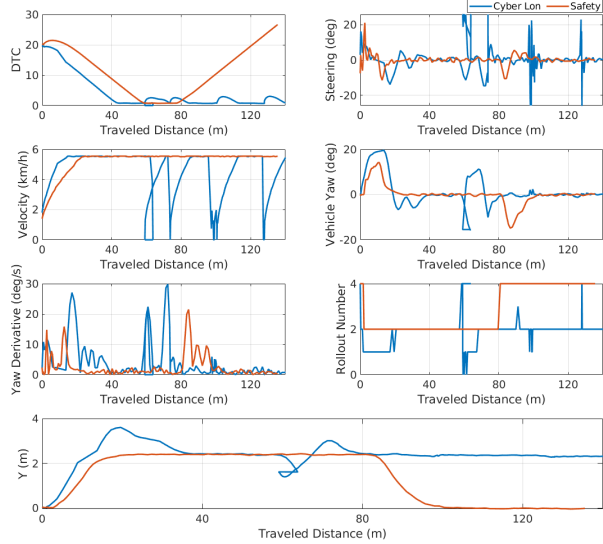 Cyber Lon Safety
DTC
30
20
10
0
0 40 80 120
Traveled Distance (m)
Steering (deg)
20
0
-20
0 40 80 120
Traveled Distance (m)
Velocity (km/h)
6
4
2
0
0 40 80 120
Traveled Distance (m)
Vehicle Yaw (deg)
20
0
-20
0 40 80 120
Traveled Distance (m)
Yaw Derivative (deg/s)
30
20
10
0
0 40 80 120
Traveled Distance (m)
Rollout Number
4
2
0
0 40 80 120
Traveled Distance (m)
Y (m)
4
2
0
0 40 80 120
Traveled Distance (m)